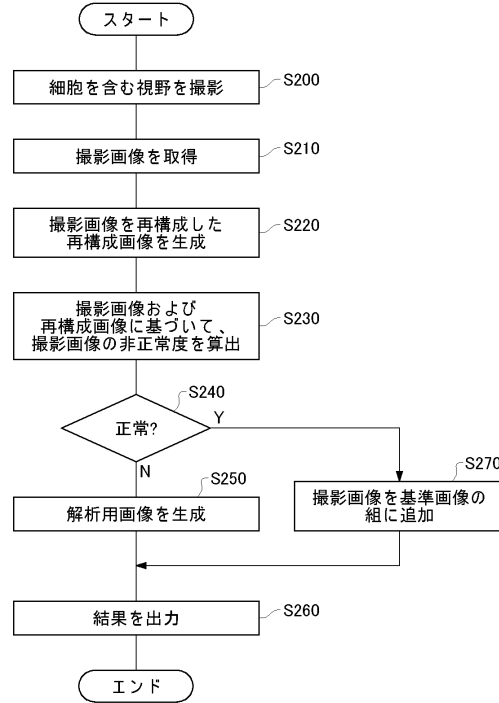 スタート
細胞を含む視野を撮影
S200
撮影画像を取得
S210
撮影画像を再構成した
再構成画像を生成
S220
撮影画像および
再構成画像に基づいて、
撮影画像の非正常度を算出
S230
S240
正常?
Y
N
S250
解析用画像を生成
S270
撮影画像を基準画像の
組に追加
結果を出力
S260
エンド